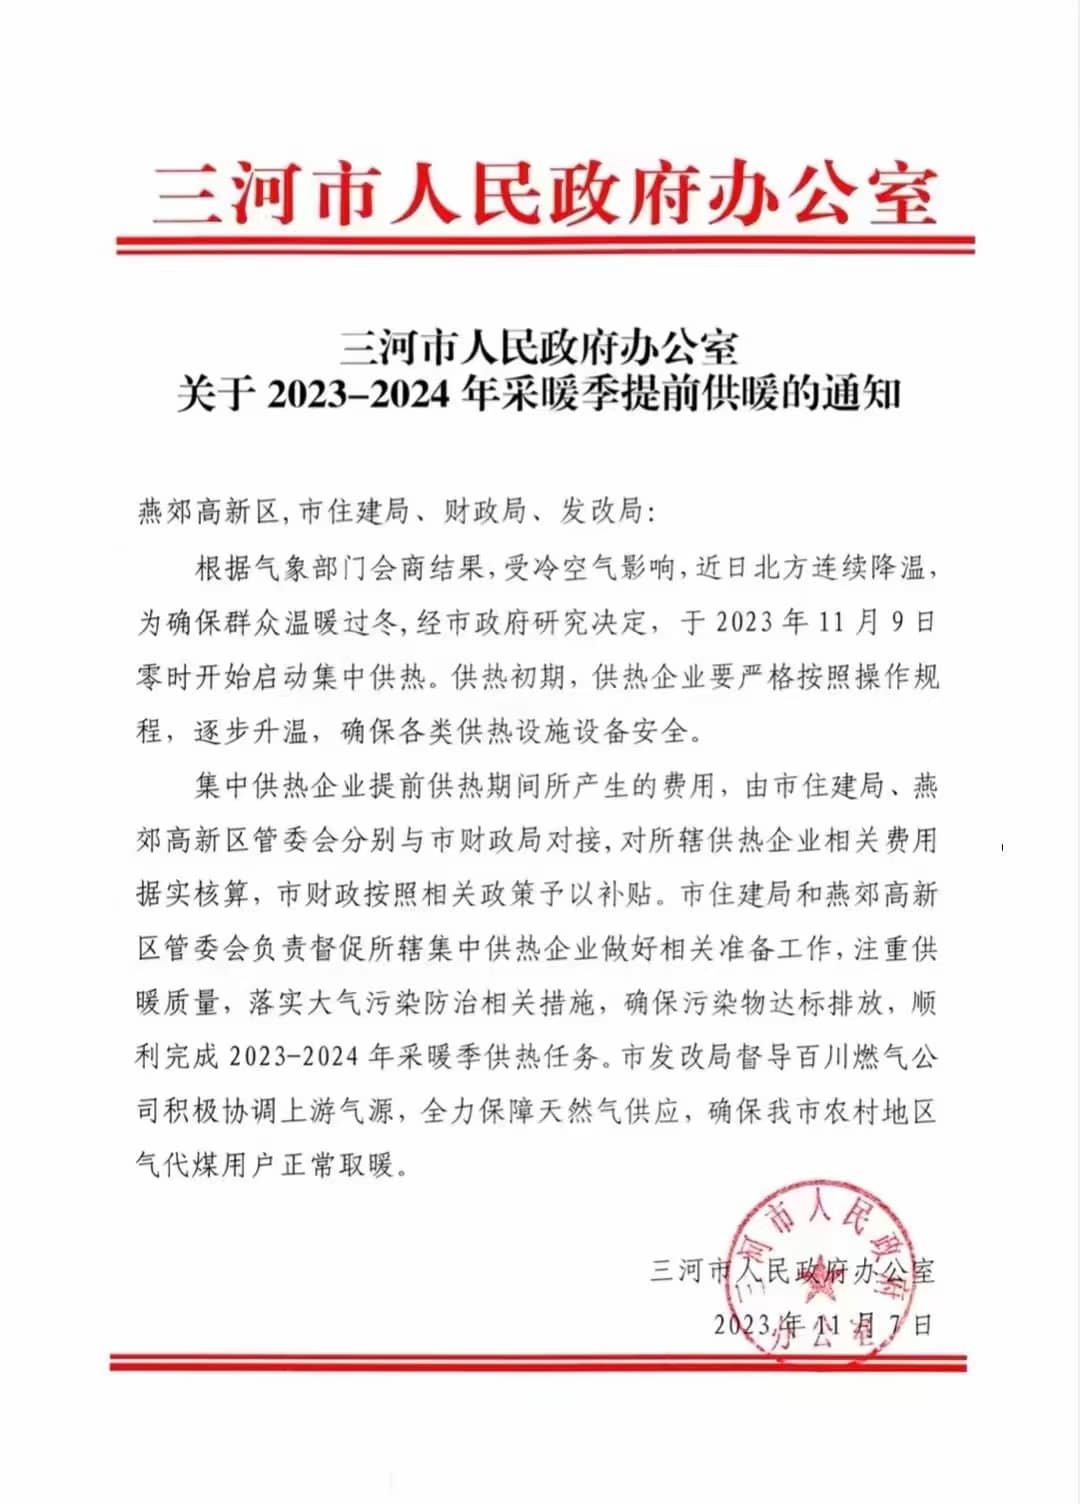 三河市人民政府办公室
三河市人民政府办公室
关于 2023-2024 年采暖季提前供暖的通知
燕郊高新区,市住建局、财政局、发改局:
根据气象部门会商结果,受冷空气影响,近日北方连续降温,
为确保群众温暖过冬,经市政府研究决定，于 2023 年 11 月 9 日
零时开始启动集中供热。供热初期，供热企业要严格按照操作规
程，逐步升温，确保各类供热设施设备安全。
集中供热企业提前供热期间所产生的费用，由市住建局、燕
郊高新区管委会分别与市财政局对接,对所辖供热企业相关费用
据实核算，市财政按照相关政策予以补贴。市住建局和燕郊高新
区管委会负责督促所辖集中供热企业做好相关准备工作,注重供
暖质量，落实大气污染防治相关措施，确保污染物达标排放，顺
利完成 2023-2024 年采暖季供热任务。市发改局督导百川燃气公
司积极协调上游气源，全力保障天然气供应，确保我市农村地区
气代煤用户正常取暖。
三河市人民政府办公室
2023 年 11 月 7 日
三河市人民政府
办公室